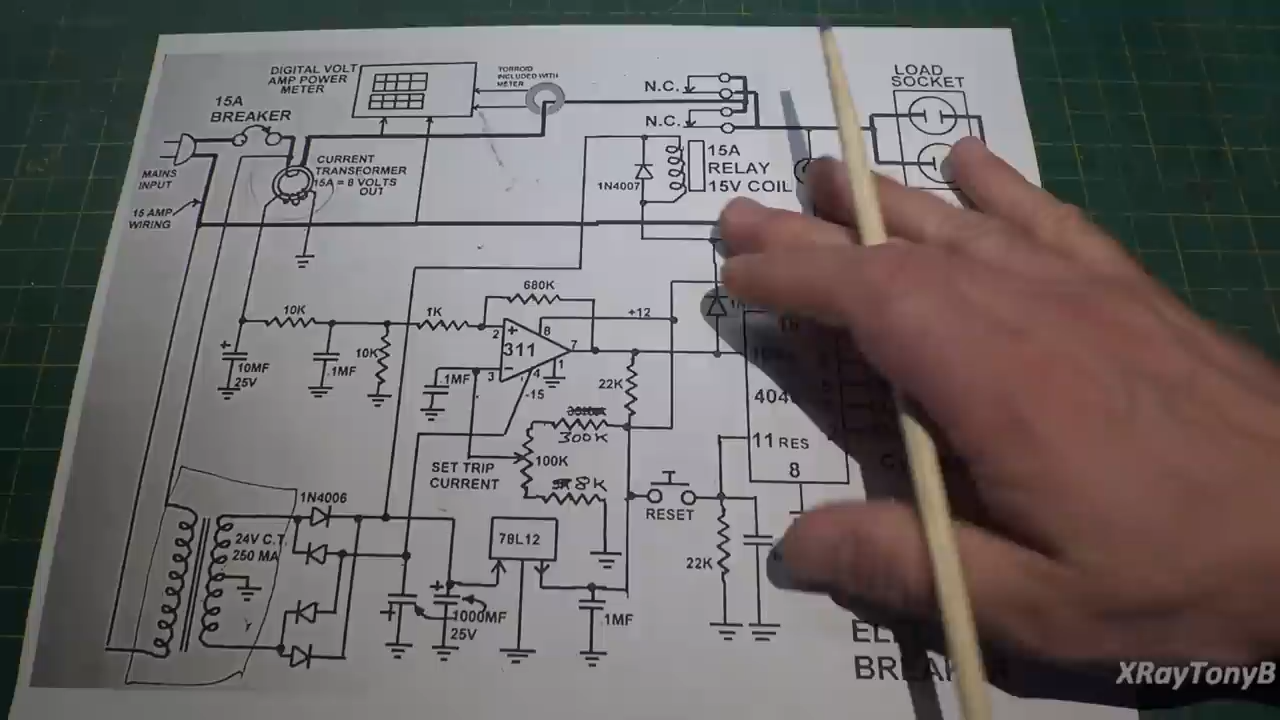 DIGITAL VOLT
AMP POWER
METER
TORROID
INCLUDED WITH
METER
15A
BREAKER
N.C.
N.C.
LOAD
SOCKET
MAINS
INPUT
CURRENT
TRANSFORMER
15A = 8 VOLTS
OUT
15 AMP
WIRING
1N4007
15A
RELAY
15V COIL
680K
10K
1K
+12
2
+
8
7
311
-
3
4
1
-15
+
10MF
25V
.1MF
10K
.1MF
22K
300K
100K
8K
SET TRIP
CURRENT
11 RES
8
RESET
1N4006
24V C.T.
250 MA
78L12
22K
+
+
1000MF
25V
.1MF
XRayTonyB